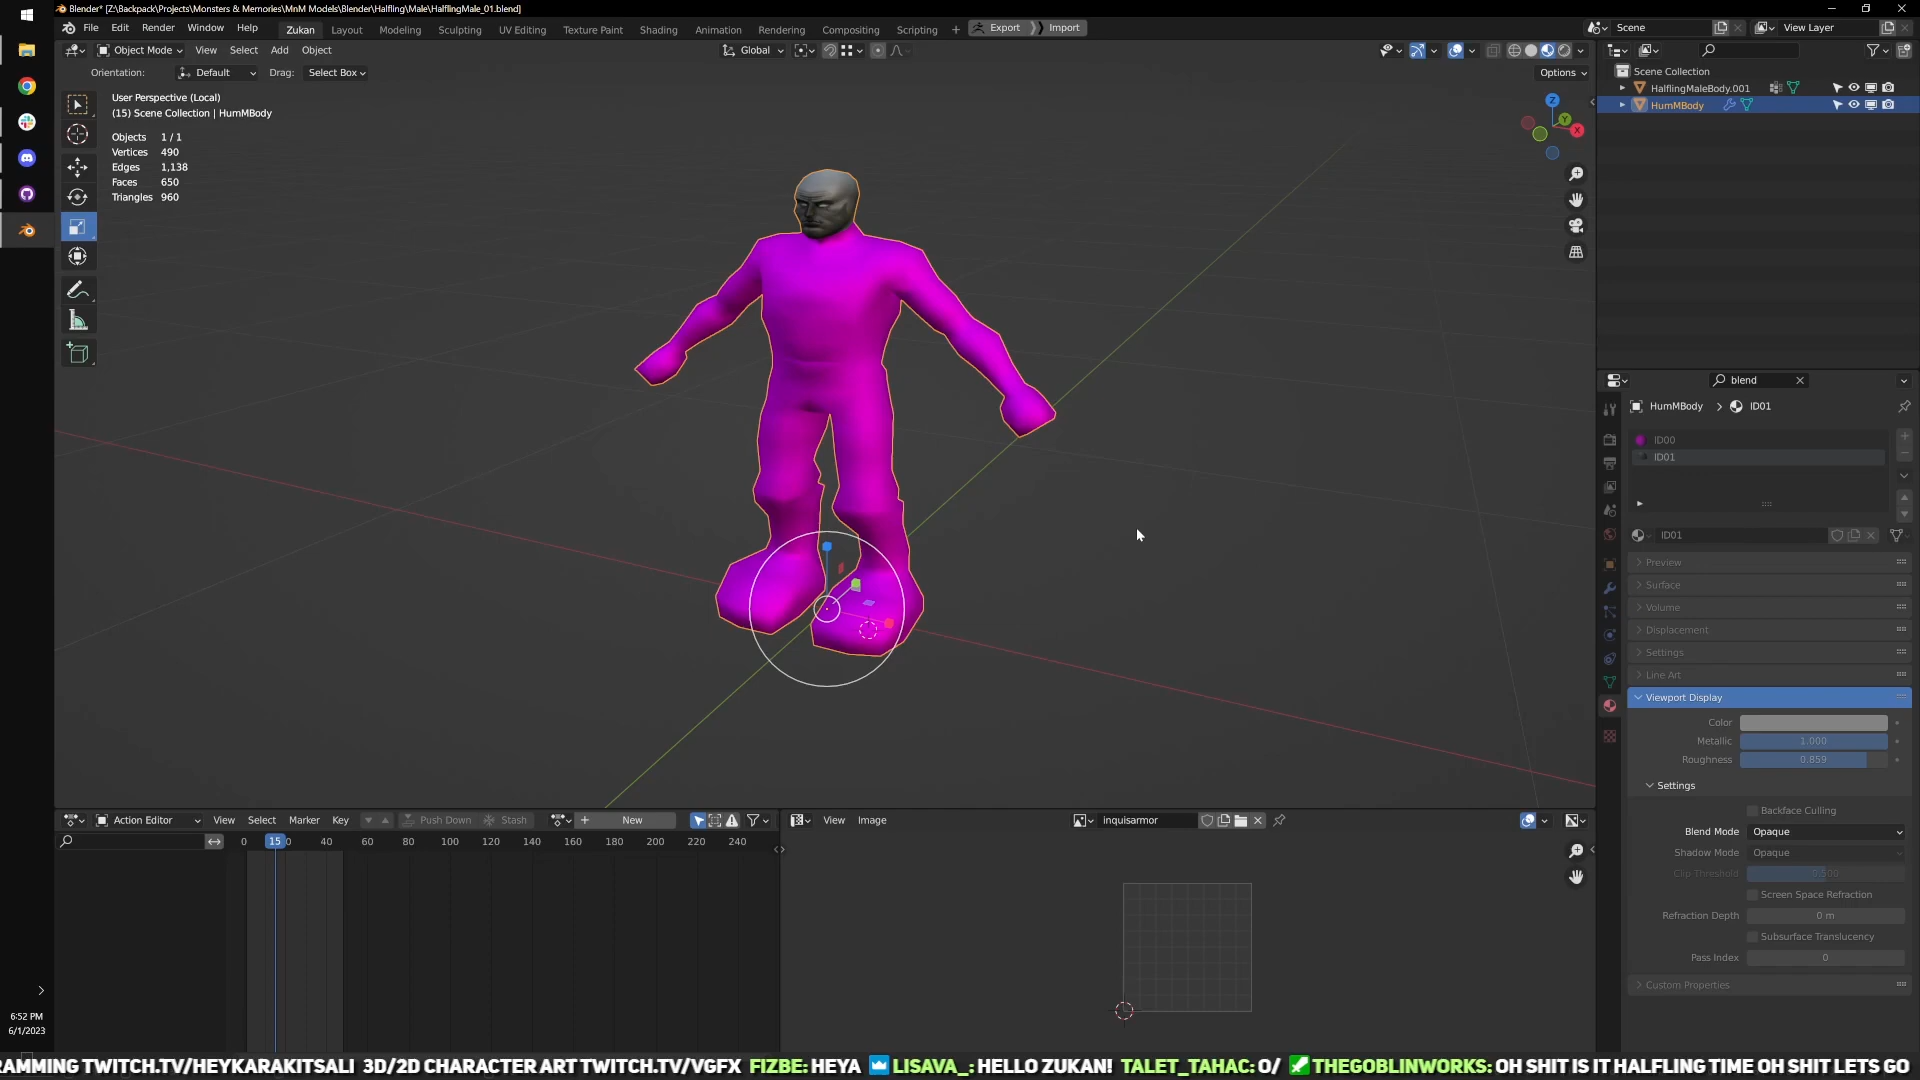 Blender* [Z:\Backpack\Projects\Monsters & Memories\MnM Models\Blender\Halfling\Male\HalflingMale_01.blend]
File Edit Render Window Help Zukan Layout Modeling Sculpting UV Editing Texture Paint Shading Animation Rendering Compositing Scripting + Export Import Scene View Layer
Object Mode View Select Add Object Global
Orientation: Default Drag: Select Box Options
User Perspective (Local)
(15) Scene Collection | HumMBody
Objects 1 / 1
Vertices 490
Edges 1,138
Faces 650
Triangles 960
Z
Y
X
Scene Collection
HalflingMaleBody.001
HumMBody
blend
HumMBody > ID01
ID00
ID01
ID01
Preview
Surface
Volume
Displacement
Settings
Line Art
Viewport Display
Color
Metallic 1.000
Roughness 0.859
Settings
Backface Culling
Blend Mode Opaque
Shadow Mode Opaque
Clip Threshold 0.500
Screen Space Refraction
Refraction Depth 0 m
Subsurface Translucency
Pass Index 0
Custom Properties
Action Editor View Select Marker Key Push Down Stash + New
0 15 40 60 80 100 120 140 160 180 200 220 240
View Image inquisarmor
6:52 PM
6/1/2023
RAMMING TWITCH.TV/HEYKARAKITSALI 3D/2D CHARACTER ART TWITCH.TV/VGFX FIZBE: HEYA LISAVA_: HELLO ZUKAN! TALET_TAHAC: O/ THEGOBLINWORKS: OH SHIT IS IT HALFLING TIME OH SHIT LETS GO